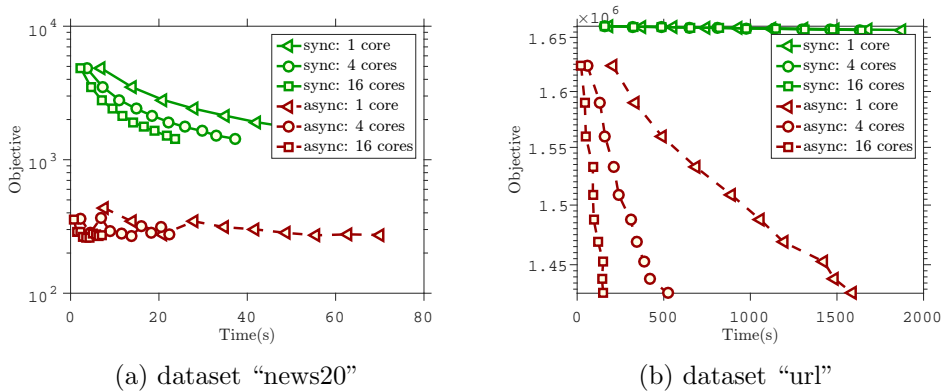 10^4
10^3
10^2
Objective
0
20
40
60
80
Time(s)
sync: 1 core
sync: 4 cores
sync: 16 cores
async: 1 core
async: 4 cores
async: 16 cores
(a) dataset “news20”
×10^6
1.65
1.6
1.55
1.5
1.45
Objective
0
500
1000
1500
2000
Time(s)
sync: 1 core
sync: 4 cores
sync: 16 cores
async: 1 core
async: 4 cores
async: 16 cores
(b) dataset “url”